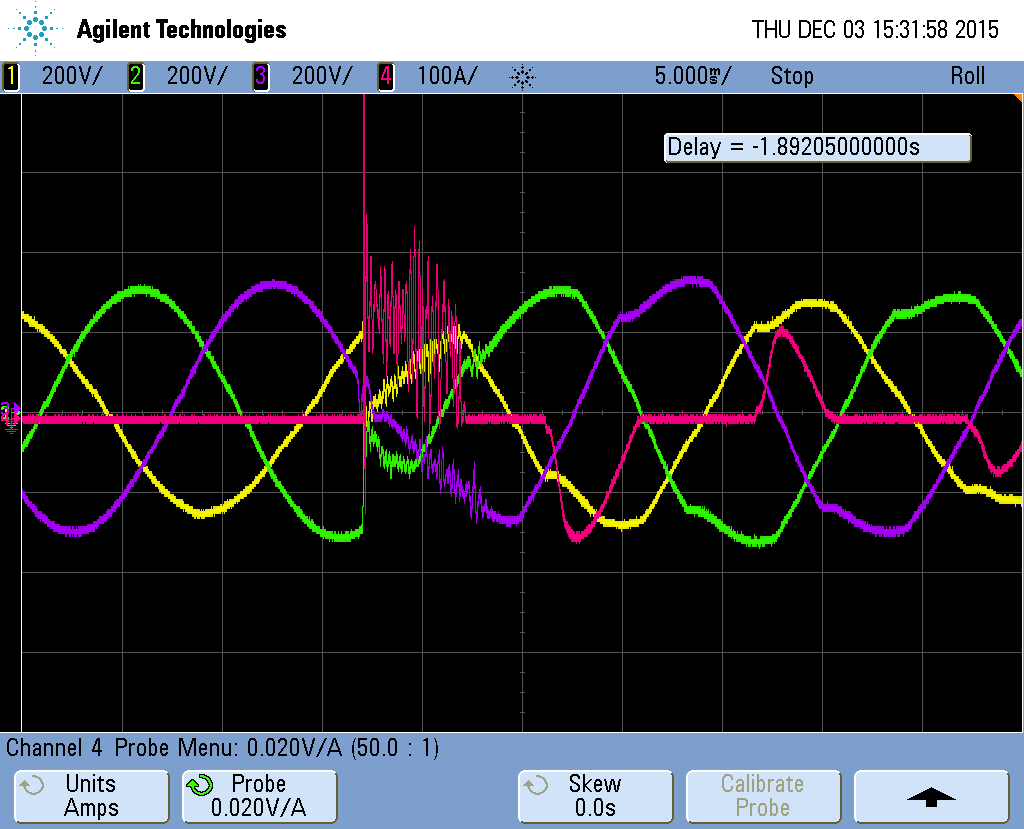 Agilent Technologies THU DEC 03 15:31:58 2015
1 200V/ 2 200V/ 3 200V/ 4 100A/ 5.000ms/ Stop Roll
Delay = -1.89205000000s
Channel 4 Probe Menu: 0.020V/A (50.0 : 1)
Units Probe Skew Calibrate
Amps 0.020V/A 0.0s Probe